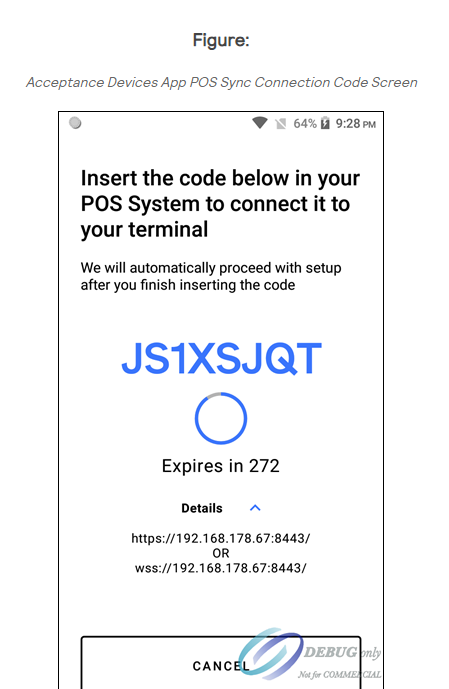 Figure:
Acceptance Devices App POS Sync Connection Code Screen
64% 9:28 PM
Insert the code below in your
POS System to connect it to
your terminal
We will automatically proceed with setup
after you finish inserting the code
JS1XSJQT
Expires in 272
Details
https://192.168.178.67:8443/
OR
wss://192.168.178.67:8443/
CANCEL
DEBUG only
Not for COMMERCIAL